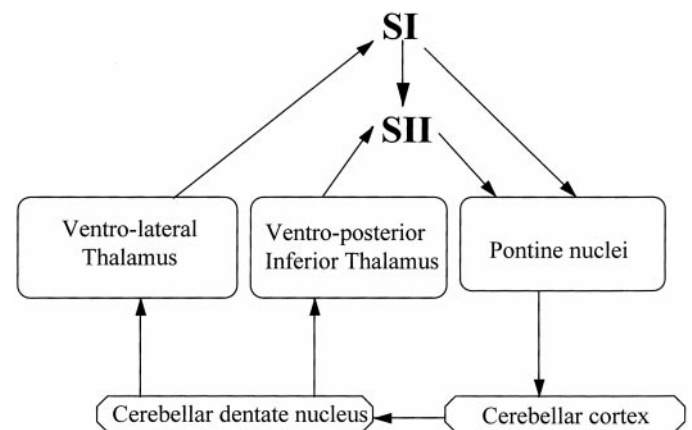 SI
SII
Ventro-lateral
Thalamus
Ventro-posterior
Inferior Thalamus
Pontine nuclei
Cerebellar dentate nucleus
Cerebellar cortex